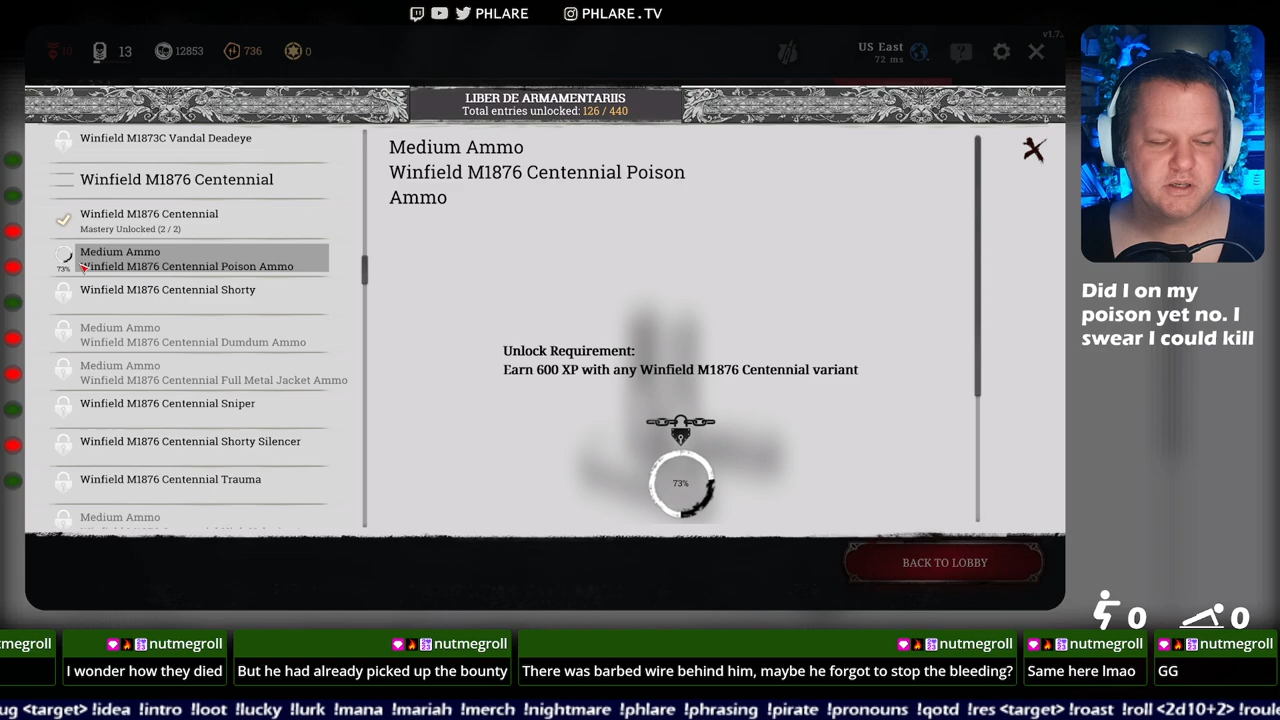 PHLARE
PHLARE.TV
10
13
12853
736
0
US East
72 ms
LIBER DE ARMAMENTARIIS
Total entries unlocked: 126 / 440
Winfield M1873C Vandal Deadeye
Winfield M1876 Centennial
Winfield M1876 Centennial
Mastery Unlocked (2 / 2)
Medium Ammo
73%
Winfield M1876 Centennial Poison Ammo
Winfield M1876 Centennial Shorty
Medium Ammo
Winfield M1876 Centennial Dumdum Ammo
Medium Ammo
Winfield M1876 Centennial Full Metal Jacket Ammo
Winfield M1876 Centennial Sniper
Winfield M1876 Centennial Shorty Silencer
Winfield M1876 Centennial Trauma
Medium Ammo
Medium Ammo
Winfield M1876 Centennial Poison
Ammo
Unlock Requirement:
Earn 600 XP with any Winfield M1876 Centennial variant
73%
BACK TO LOBBY
Did I on my
poison yet no. I
swear I could kill
0
0
megroll
nutmegroll
nutmegroll
nutmegroll
nutmegroll
nutmegroll
I wonder how they died
But he had already picked up the bounty
There was barbed wire behind him, maybe he forgot to stop the bleeding?
Same here lmao
GG
ug <target> !idea !intro !loot !lucky !lurk !mana !mariah !merch !nightmare !phlare !phrasing !pirate !pronouns !qotd !res <target> !roast !roll <2d10+2> !roule